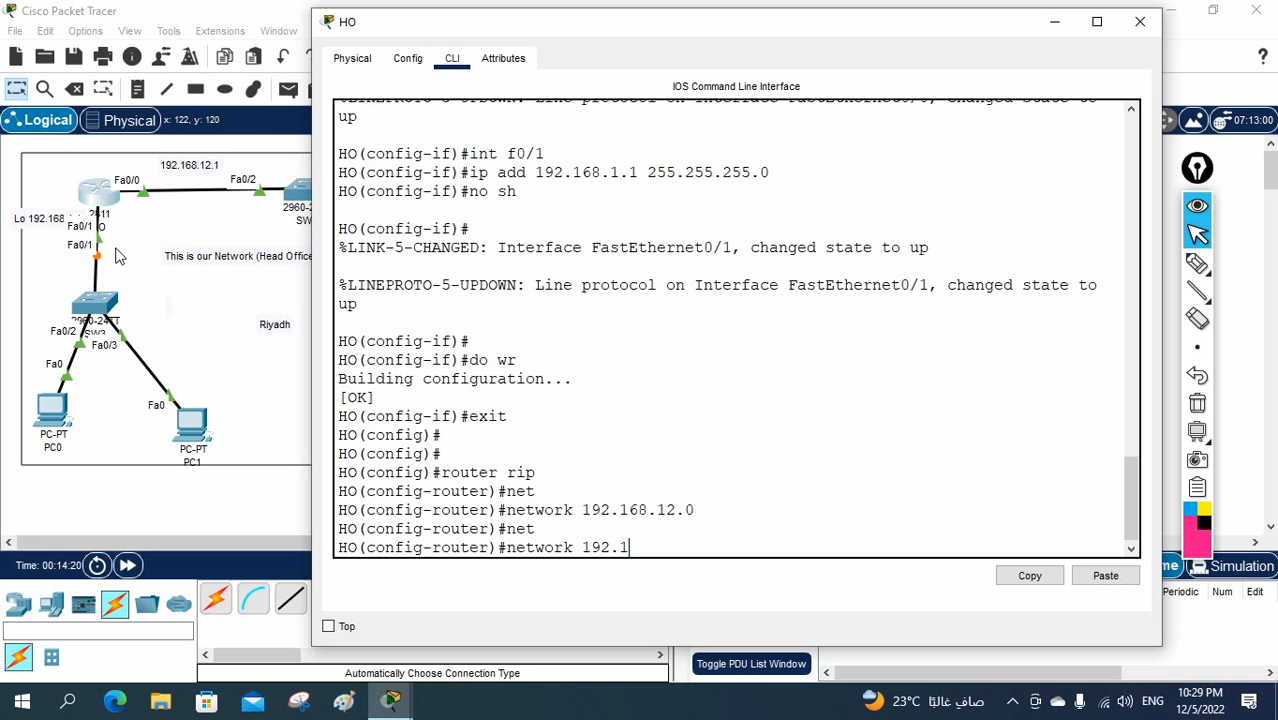 Cisco Packet Tracer
File Edit Options View Tools Extensions Window
Logical
Physical
x: 122, y: 120
07:13:00
192.168.12.1
Fa0/0
Fa0/2
Lo 192.168
Fa0/1
Fa0/1
This is our Network (Head Office
Riyadh
Fa0/2
Fa0/3
Fa0
Fa0
PC-PT
PC0
PC-PT
PC1
Time: 00:14:20
Automatically Choose Connection Type
HO
Physical Config CLI Attributes
IOS Command Line Interface
up
HO(config-if)#int f0/1
HO(config-if)#ip add 192.168.1.1 255.255.255.0
HO(config-if)#no sh
HO(config-if)#
%LINK-5-CHANGED: Interface FastEthernet0/1, changed state to up
%LINEPROTO-5-UPDOWN: Line protocol on Interface FastEthernet0/1, changed state to
up
HO(config-if)#
HO(config-if)#do wr
Building configuration...
[OK]
HO(config-if)#exit
HO(config)#
HO(config)#
HO(config)#router rip
HO(config-router)#net
HO(config-router)#network 192.168.12.0
HO(config-router)#net
HO(config-router)#network 192.1
Copy
Paste
Top
Toggle PDU List Window
Simulation
Periodic Num Edit
23°C صافٍ غالبًا
ENG
10:29 PM
12/5/2022